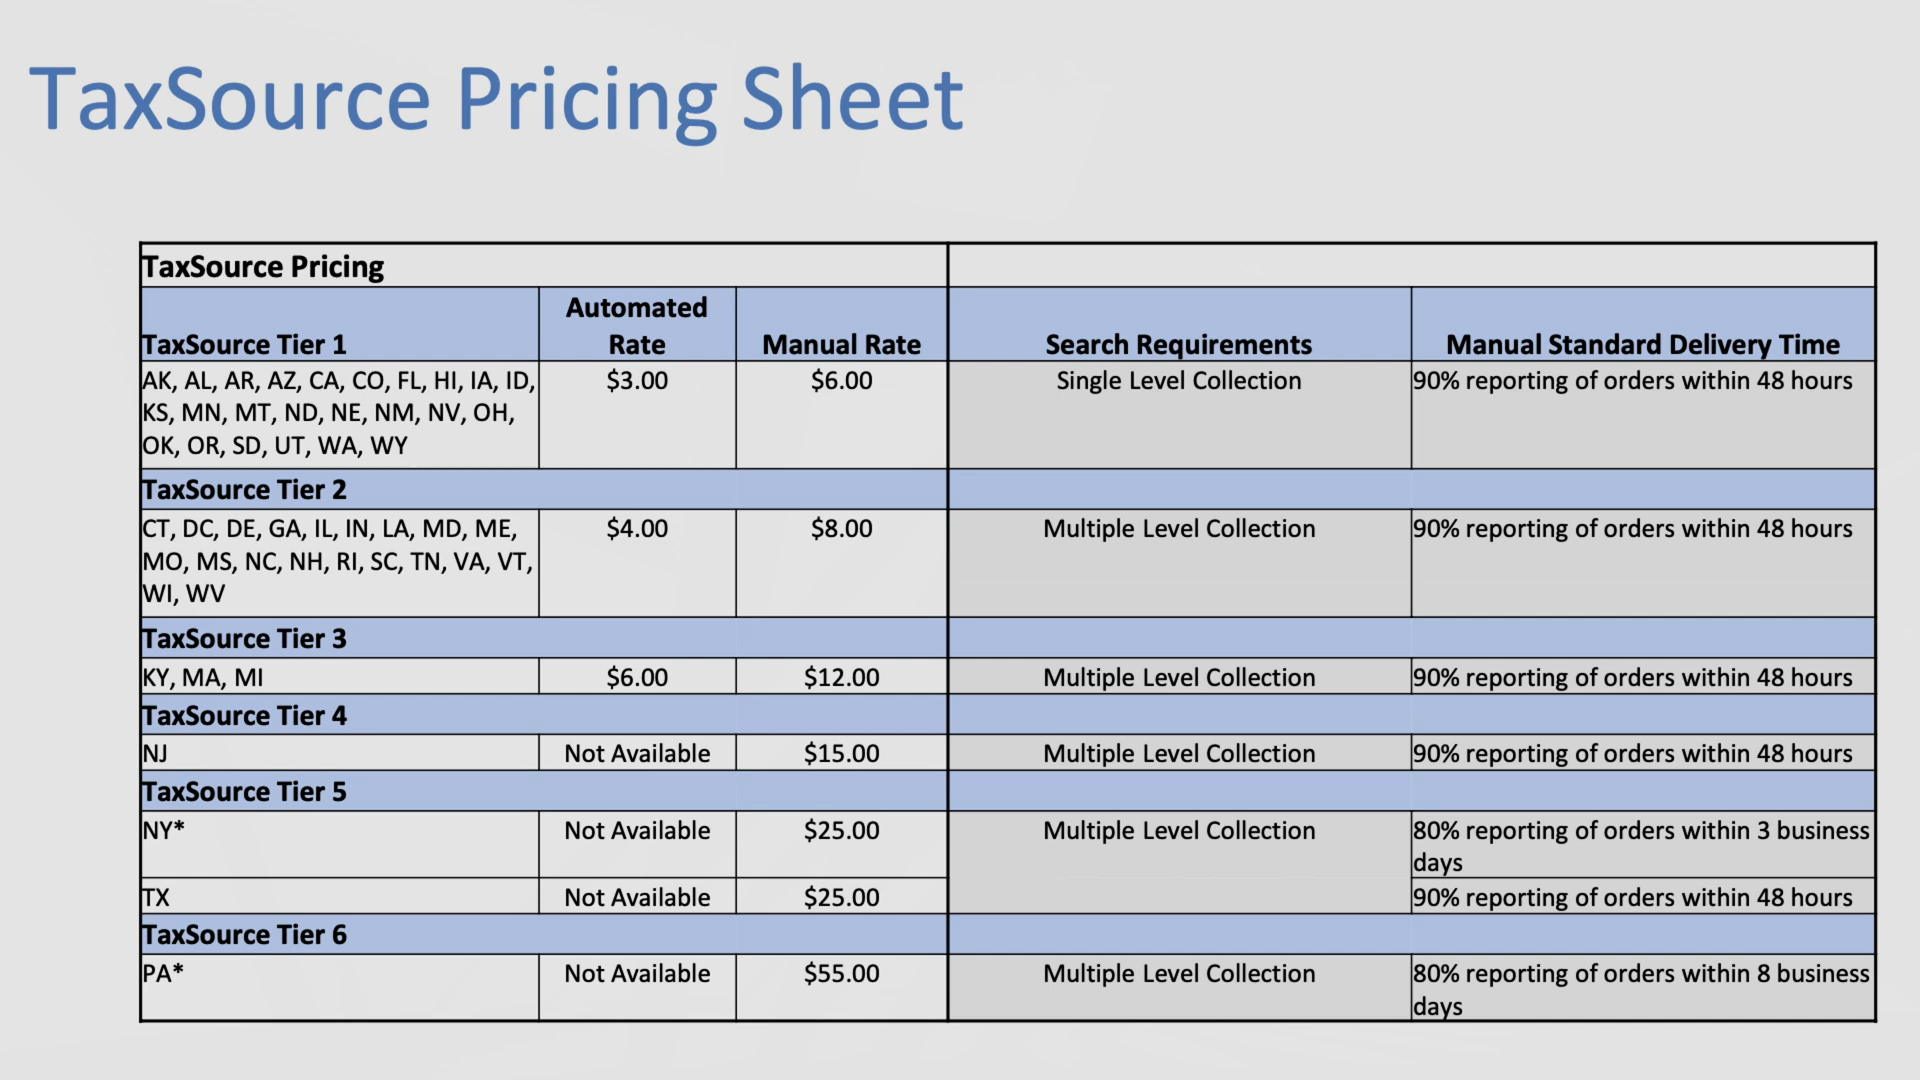 TaxSource Pricing Sheet
TaxSource Pricing
TaxSource Tier 1 Automated Rate Manual Rate Search Requirements Manual Standard Delivery Time
AK, AL, AR, AZ, CA, CO, FL, HI, IA, ID, $3.00 $6.00 Single Level Collection 90% reporting of orders within 48 hours
KS, MN, MT, ND, NE, NM, NV, OH,
OK, OR, SD, UT, WA, WY
TaxSource Tier 2
CT, DC, DE, GA, IL, IN, LA, MD, ME, $4.00 $8.00 Multiple Level Collection 90% reporting of orders within 48 hours
MO, MS, NC, NH, RI, SC, TN, VA, VT,
WI, WV
TaxSource Tier 3
KY, MA, MI $6.00 $12.00 Multiple Level Collection 90% reporting of orders within 48 hours
TaxSource Tier 4
NJ Not Available $15.00 Multiple Level Collection 90% reporting of orders within 48 hours
TaxSource Tier 5
NY* Not Available $25.00 Multiple Level Collection 80% reporting of orders within 3 business
days
TX Not Available $25.00 90% reporting of orders within 48 hours
TaxSource Tier 6
PA* Not Available $55.00 Multiple Level Collection 80% reporting of orders within 8 business
days